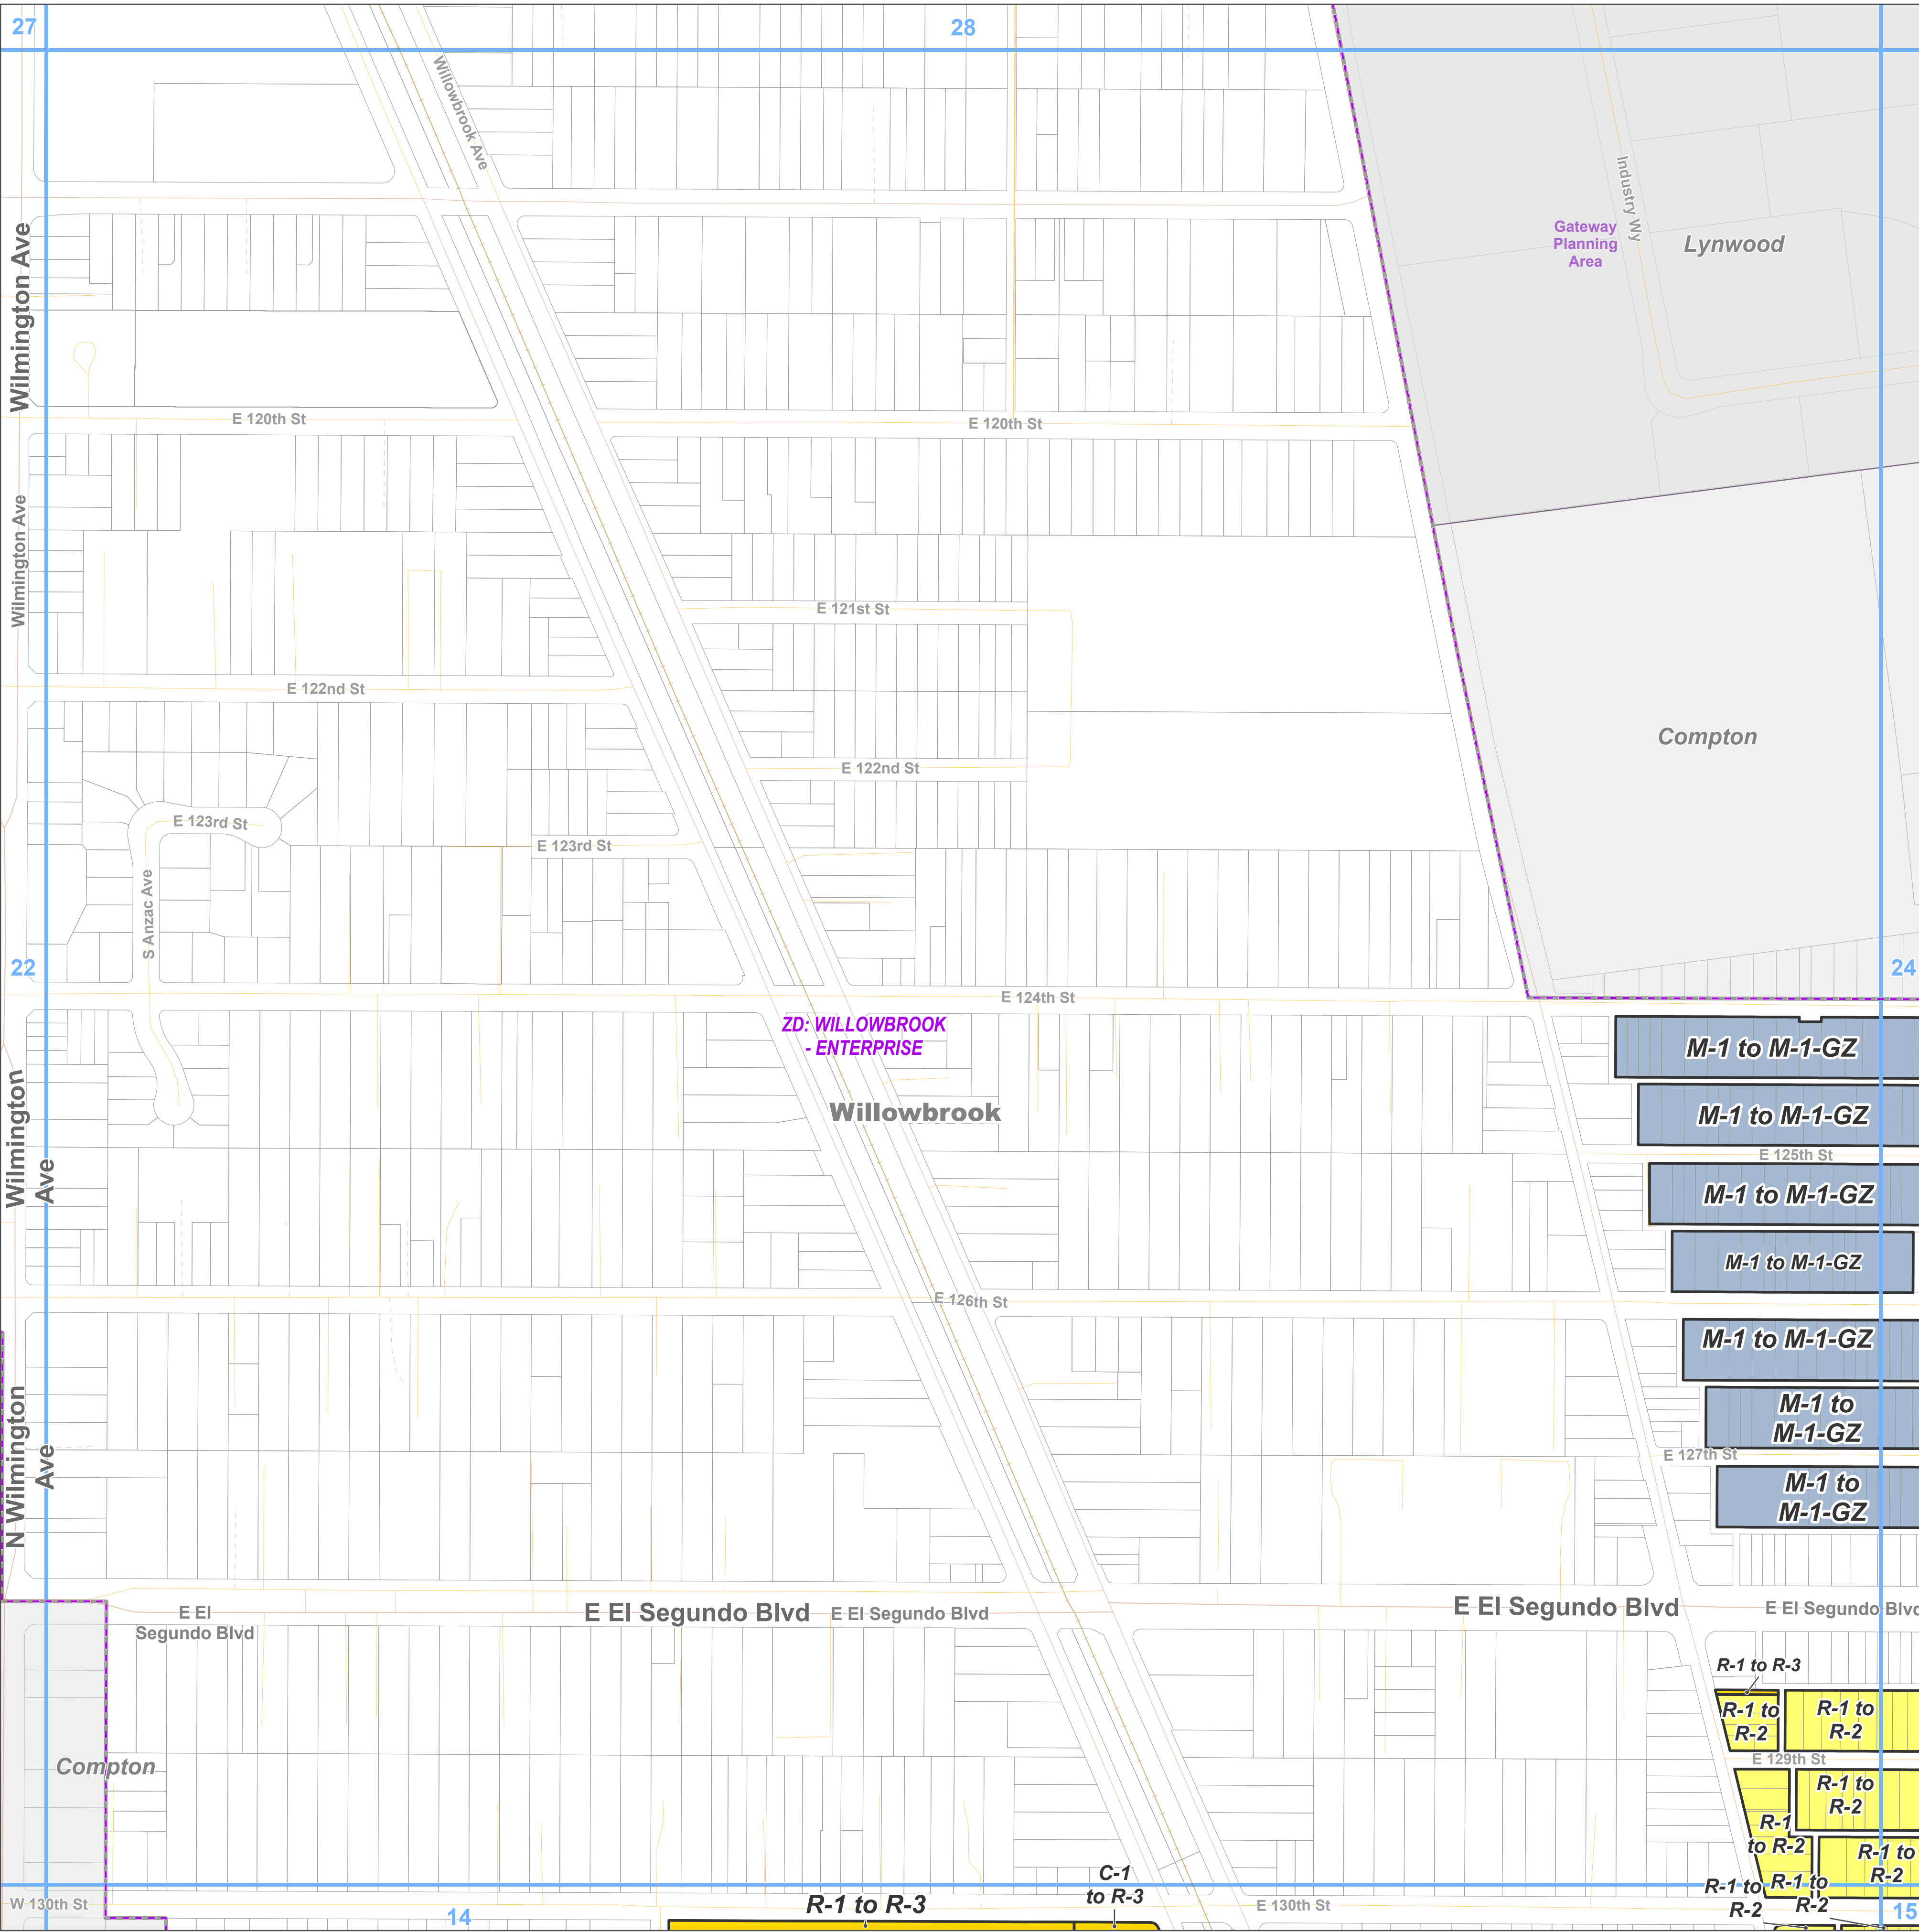 27
28
Willowbrook Ave
Industry Wy
Gateway
Planning
Area
Lynwood
Wilmington Ave
E 120th St
E 120th St
Wilmington Ave
E 121st St
E 122nd St
Compton
E 122nd St
E 123rd St
E 123rd St
S Anzac Ave
22
24
E 124th St
ZD: WILLOWBROOK
- ENTERPRISE
M-1 to M-1-GZ
Willowbrook
M-1 to M-1-GZ
Wilmington
Ave
E 125th St
M-1 to M-1-GZ
M-1 to M-1-GZ
E 126th St
M-1 to M-1-GZ
M-1 to
M-1-GZ
N Wilmington
Ave
E 127th St
M-1 to
M-1-GZ
E El
Segundo Blvd
E El Segundo Blvd
E El Segundo Blvd
E El Segundo Blvd
E El Segundo Blvd
R-1 to R-3
R-1 to
R-2
R-1 to
R-2
E 129th St
Compton
R-1 to
R-2
R-1
to R-2
R-1 to
R-2
C-1
to R-3
R-1 to
R-2
R-1 to
R-2
W 130th St
R-1 to R-3
E 130th St
14
15